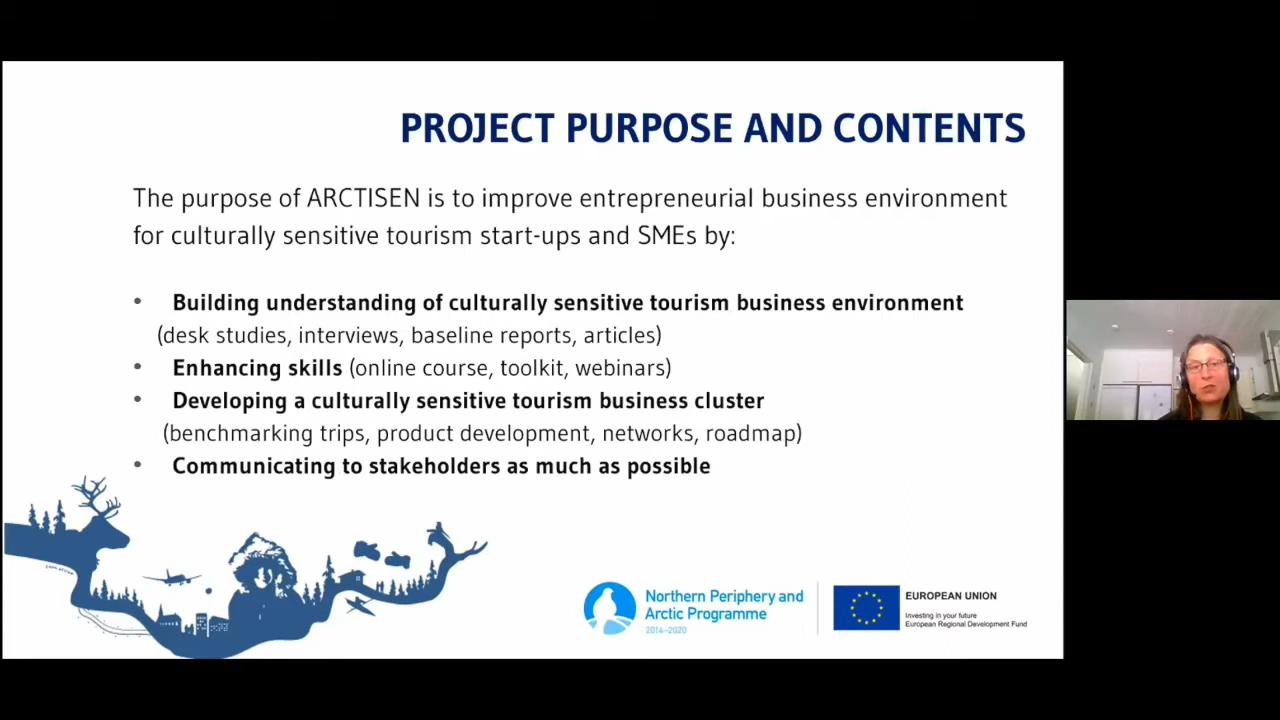 PROJECT PURPOSE AND CONTENTS
The purpose of ARCTISEN is to improve entrepreneurial business environment
for culturally sensitive tourism start-ups and SMEs by:
• Building understanding of culturally sensitive tourism business environment
(desk studies, interviews, baseline reports, articles)
• Enhancing skills (online course, toolkit, webinars)
• Developing a culturally sensitive tourism business cluster
(benchmarking trips, product development, networks, roadmap)
• Communicating to stakeholders as much as possible
Northern Periphery and
Arctic Programme
2014–2020
EUROPEAN UNION
Investing in your future
European Regional Development Fund